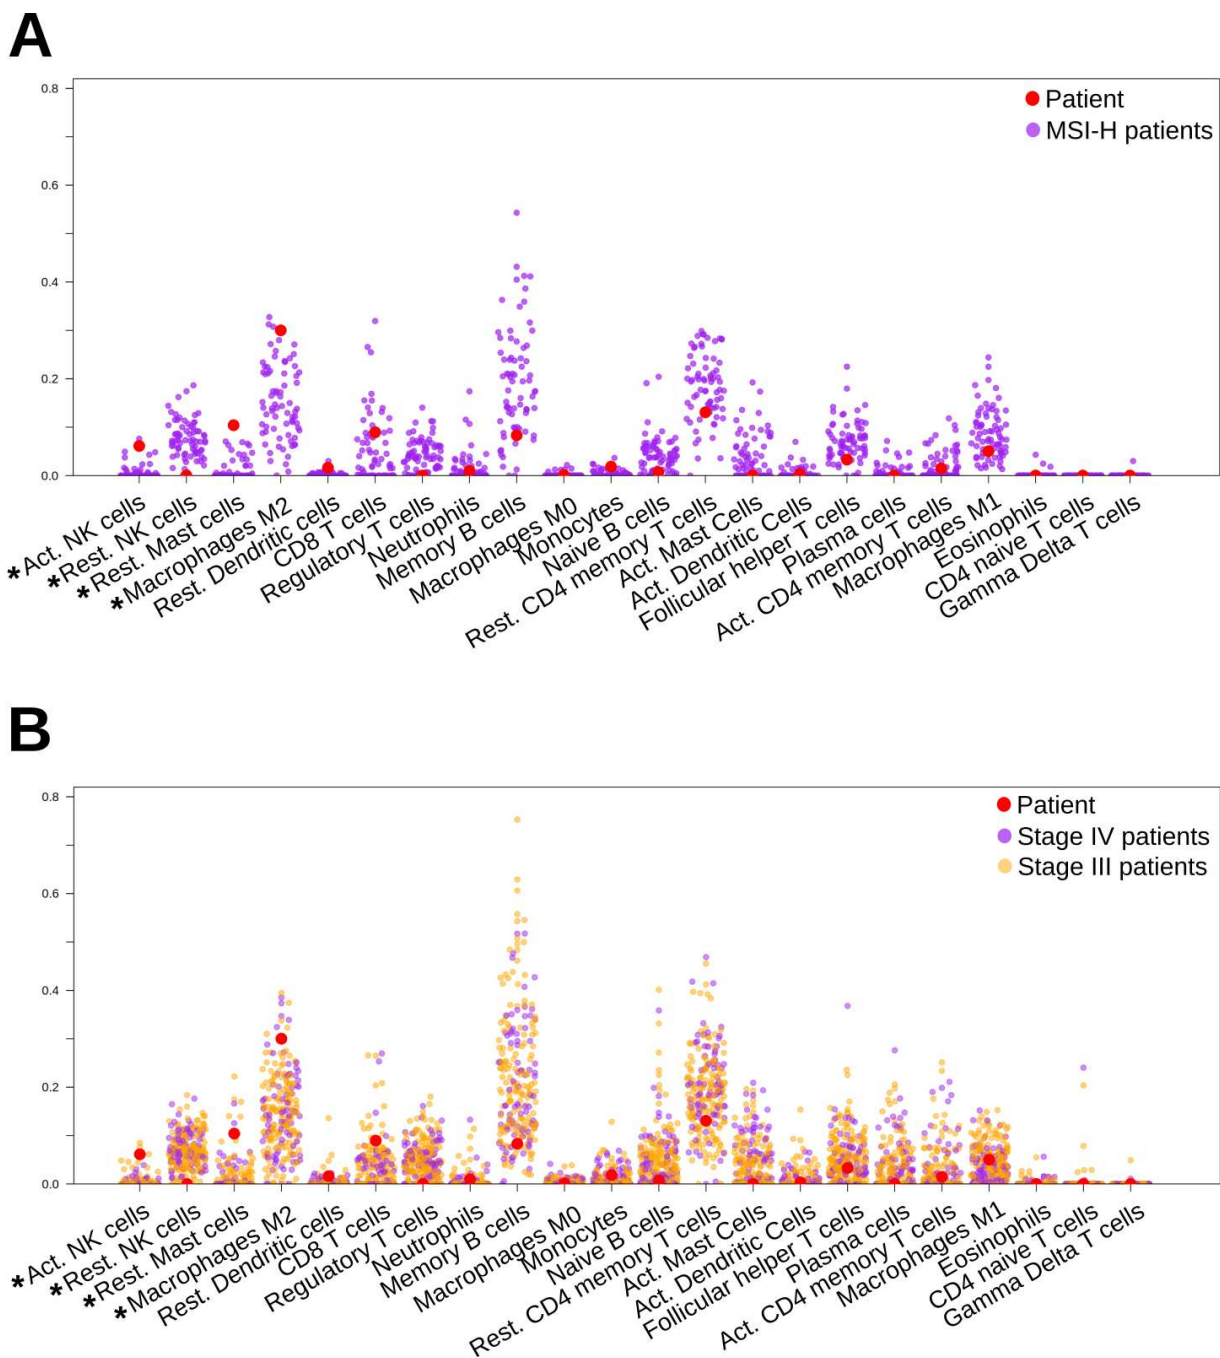 A
0.8
0.6
0.4
0.2
0.0
Patient
MSI-H patients
*Act. NK cells
*Rest. NK cells
*Rest. Mast cells
*Macrophages M2
Rest. Dendritic cells
CD8 T cells
Regulatory T cells
Neutrophils
Memory B cells
Macrophages M0
Monocytes
Naive B cells
Rest. CD4 memory T cells
Act. Mast Cells
Act. Dendritic Cells
Follicular helper T cells
Plasma cells
Act. CD4 memory T cells
Macrophages M1
Eosinophils
CD4 naive T cells
Gamma Delta T cells
B
0.8
0.6
0.4
0.2
0.0
Patient
Stage IV patients
Stage III patients
*Act. NK cells
*Rest. NK cells
*Rest. Mast cells
*Macrophages M2
Rest. Dendritic cells
CD8 T cells
Regulatory T cells
Neutrophils
Memory B cells
Macrophages M0
Monocytes
Naive B cells
Rest. CD4 memory T cells
Act. Mast Cells
Act. Dendritic Cells
Follicular helper T cells
Plasma cells
Act. CD4 memory T cells
Macrophages M1
Eosinophils
CD4 naive T cells
Gamma Delta T cells